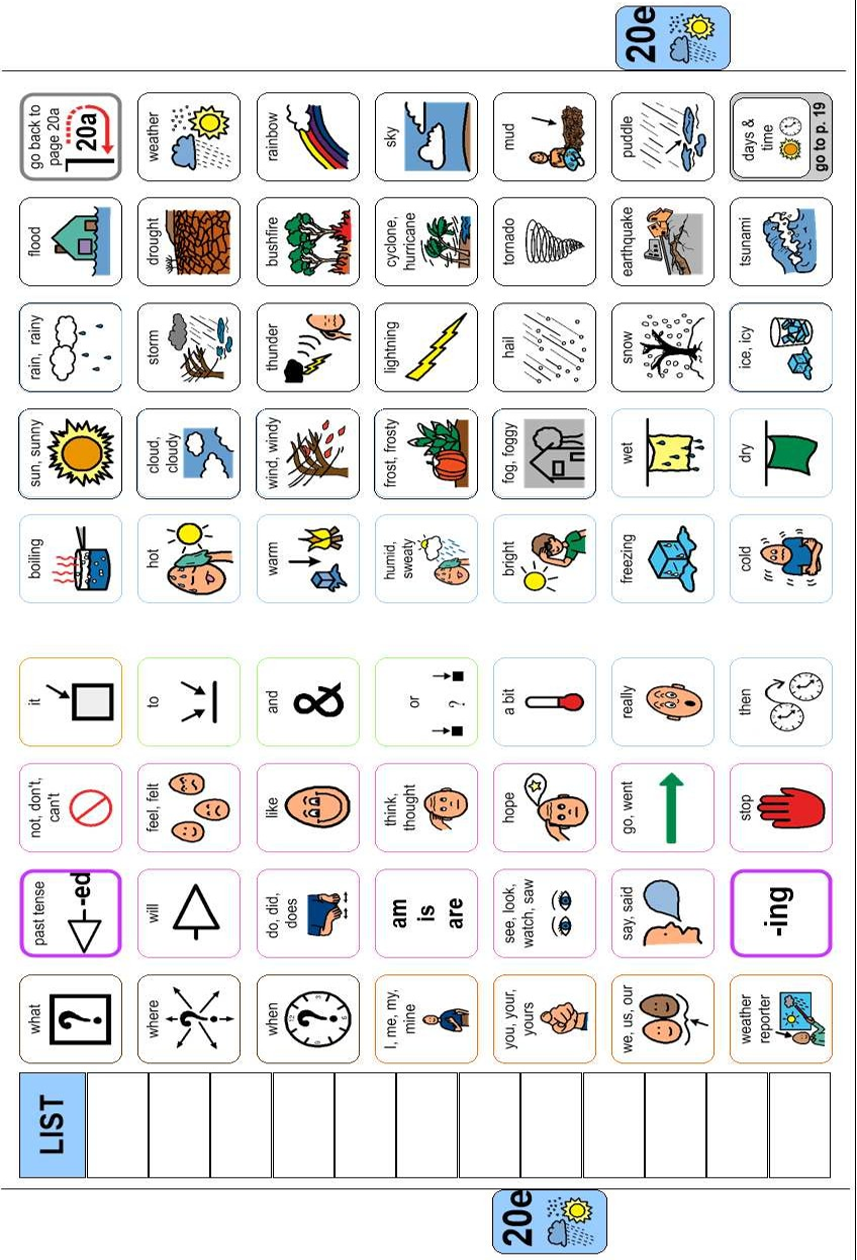 LIST
what
past tense
-ed
not, don't,
can't
it
boiling
sun, sunny
rain, rainy
flood
go back to
page 20a
20a
where
will
feel, felt
to
hot
cloud,
cloudy
storm
drought
weather
when
12
3
6
9
do, did,
does
like
and
&
warm
wind, windy
thunder
bushfire
rainbow
I, me, my,
mine
am
is
are
think,
thought
or
?
humid,
sweaty
frost, frosty
lightning
cyclone,
hurricane
sky
20e
you, your,
yours
see, look,
watch, saw
hope
a bit
bright
fog, foggy
hail
tornado
mud
we, us, our
say, said
go, went
really
freezing
wet
snow
earthquake
puddle
20e
weather
reporter
-ing
stop
then
cold
dry
ice, icy
tsunami
days &
time
go to p. 19